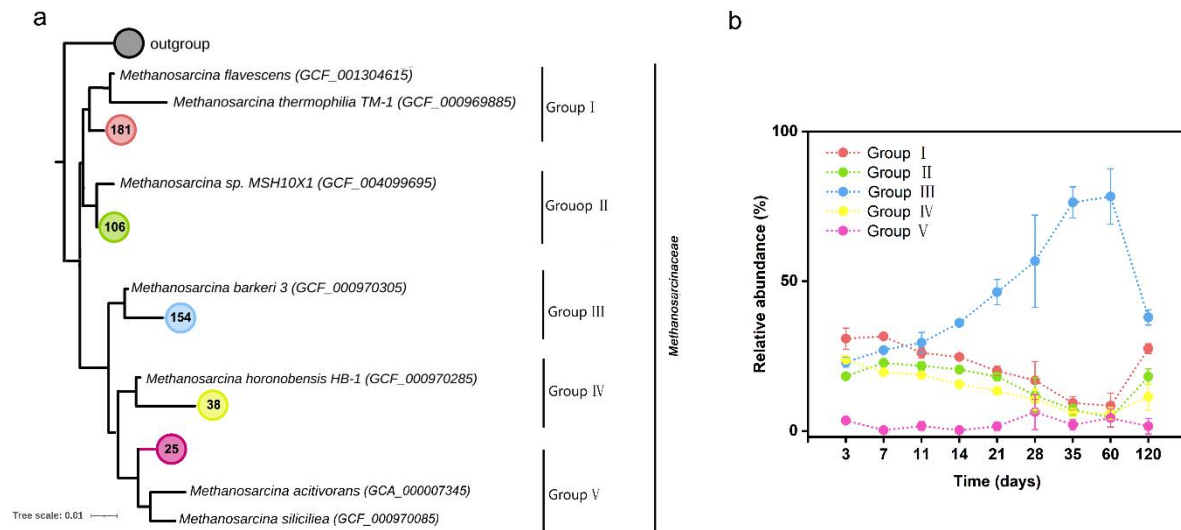 a
outgroup
Methanosarcina flavescens (GCF_001304615)
Methanosarcina thermophilia TM-1 (GCF_000969885)
Group I
181
Methanosarcina sp. MSH10X1 (GCF_004099695)
Grouop II
106
Methanosarcinaceae
Methanosarcina barkeri 3 (GCF_000970305)
Group III
154
Methanosarcina horonobensis HB-1 (GCF_000970285)
Group IV
38
25
Methanosarcina acitivorans (GCA_000007345)
Group V
Methanosarcina siliciliea (GCF_000970085)
Tree scale: 0.01
b
100
50
0
Relative abundance (%)
Group I
Group II
Group III
Group IV
Group V
3 7 11 14 21 28 35 60 120
Time (days)